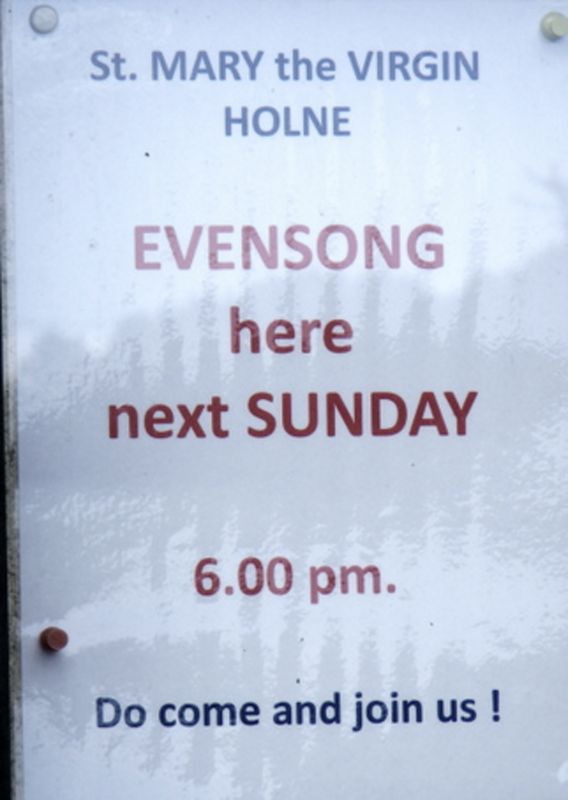 St. MARY the VIRGIN
HOLNE
EVENSONG
here
next SUNDAY
6.00 pm.
Do come and join us !